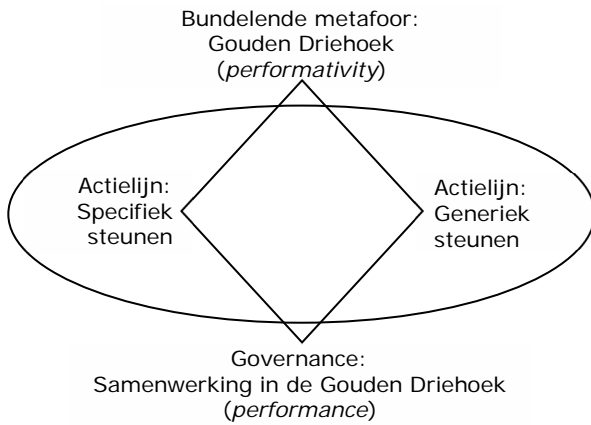 Bundelende metafoor:
Gouden Driehoek
(performativity)
Actielijn:
Specifiek
steunen
Actielijn:
Generiek
steunen
Governance:
Samenwerking in de Gouden Driehoek
(performance)